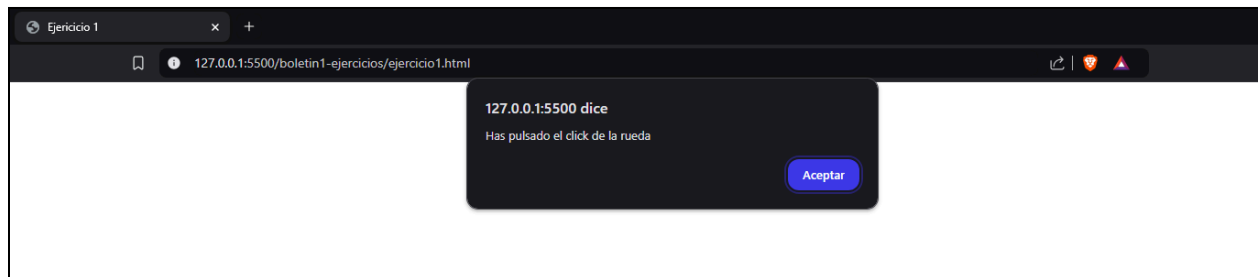 Ejericicio 1
127.0.0.1:5500/boletin1-ejercicios/ejercicio1.html
127.0.0.1:5500 dice
Has pulsado el click de la rueda
Aceptar